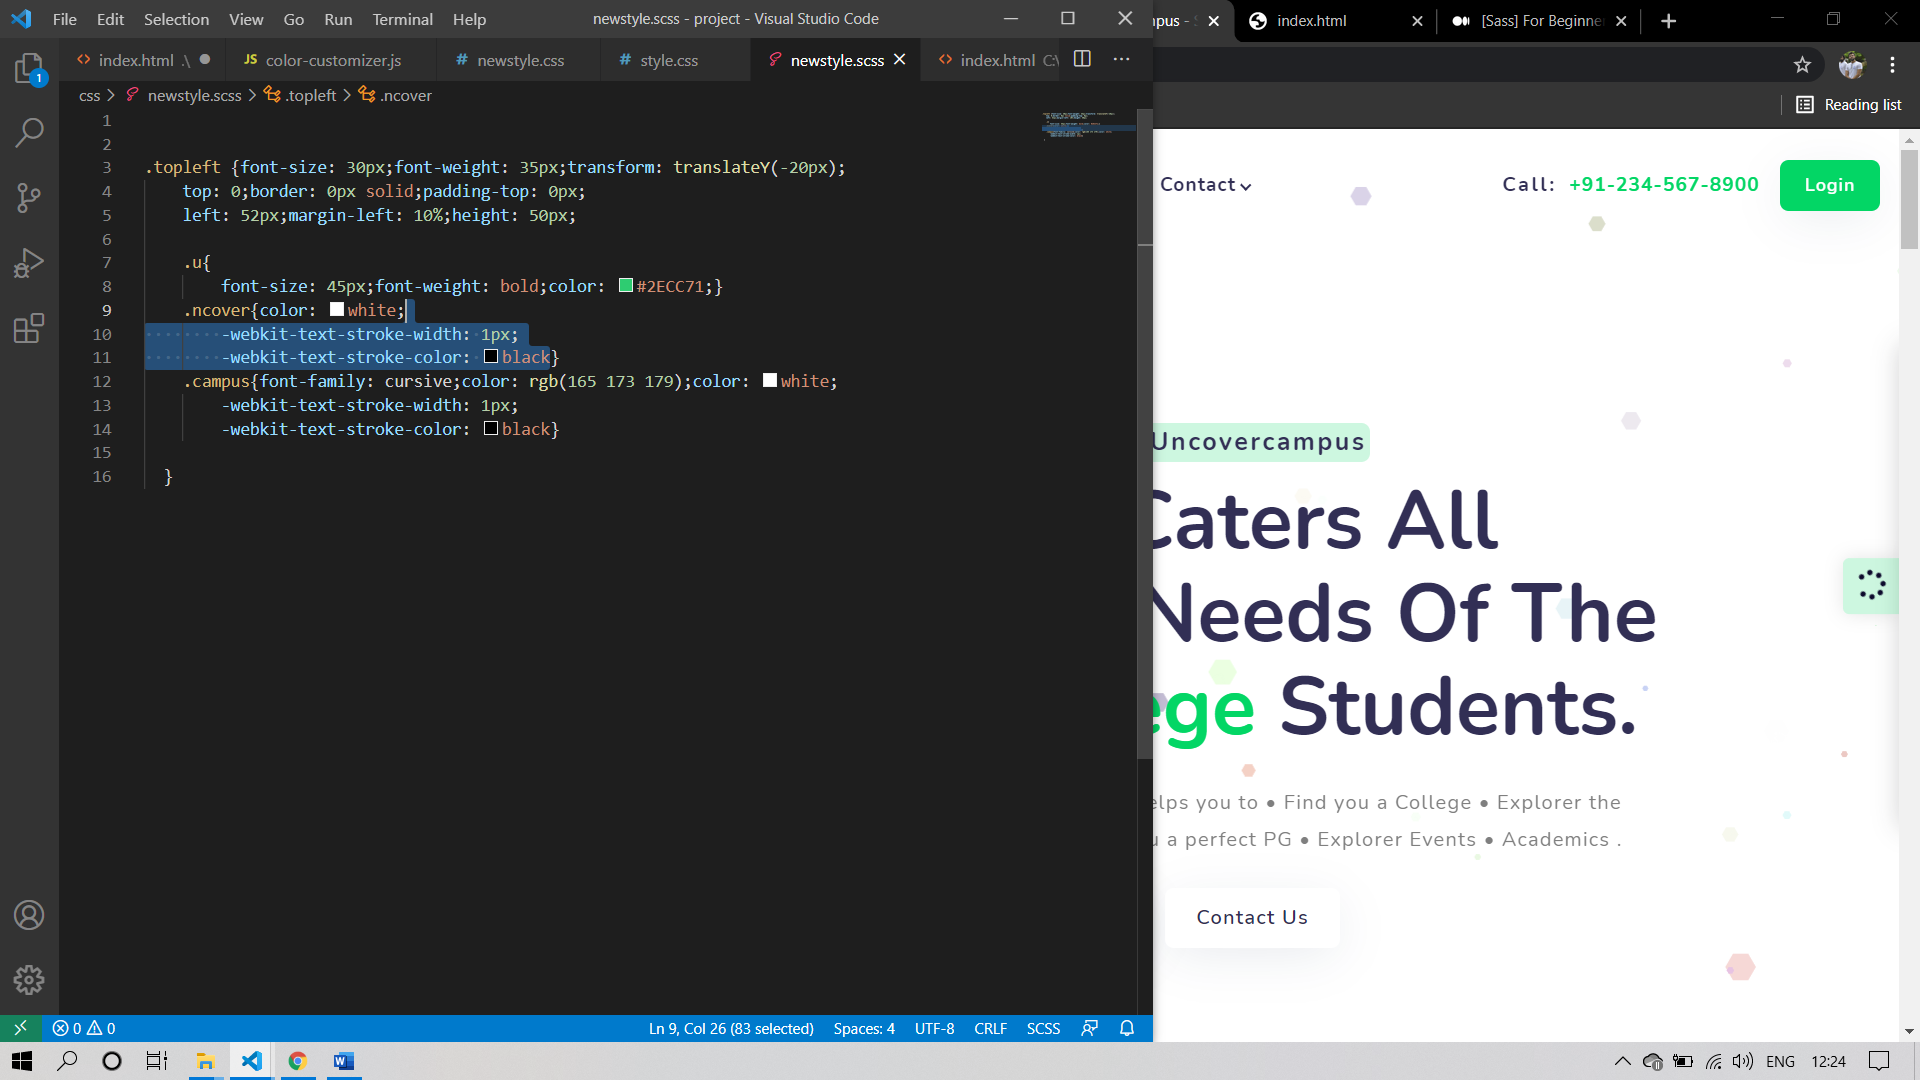 File Edit Selection View Go Run Terminal Help
newstyle.scss - project - Visual Studio Code
index.html .\ JS color-customizer.js # newstyle.css # style.css newstyle.scss index.html
css > newstyle.scss > .topleft > .ncover
1
2
3 .topleft {font-size: 30px;font-weight: 35px;transform: translateY(-20px);
4 top: 0;border: 0px solid;padding-top: 0px;
5 left: 52px;margin-left: 10%;height: 50px;
6
7 .u{
8 font-size: 45px;font-weight: bold;color: #2ECC71;}
9 .ncover{color: white;
10 -webkit-text-stroke-width: 1px;
11 -webkit-text-stroke-color: black}
12 .campus{font-family: cursive;color: rgb(165 173 179);color: white;
13 -webkit-text-stroke-width: 1px;
14 -webkit-text-stroke-color: black}
15
16 }
1
0 0
Ln 9, Col 26 (83 selected) Spaces: 4 UTF-8 CRLF SCSS
mpus - index.html [Sass] For Beginne
Reading list
Contact Call: +91-234-567-8900 Login
Uncovercampus
Caters All
Needs Of The
ege Students.
elps you to • Find you a College • Explorer the
u a perfect PG • Explorer Events • Academics .
Contact Us
ENG 12:24